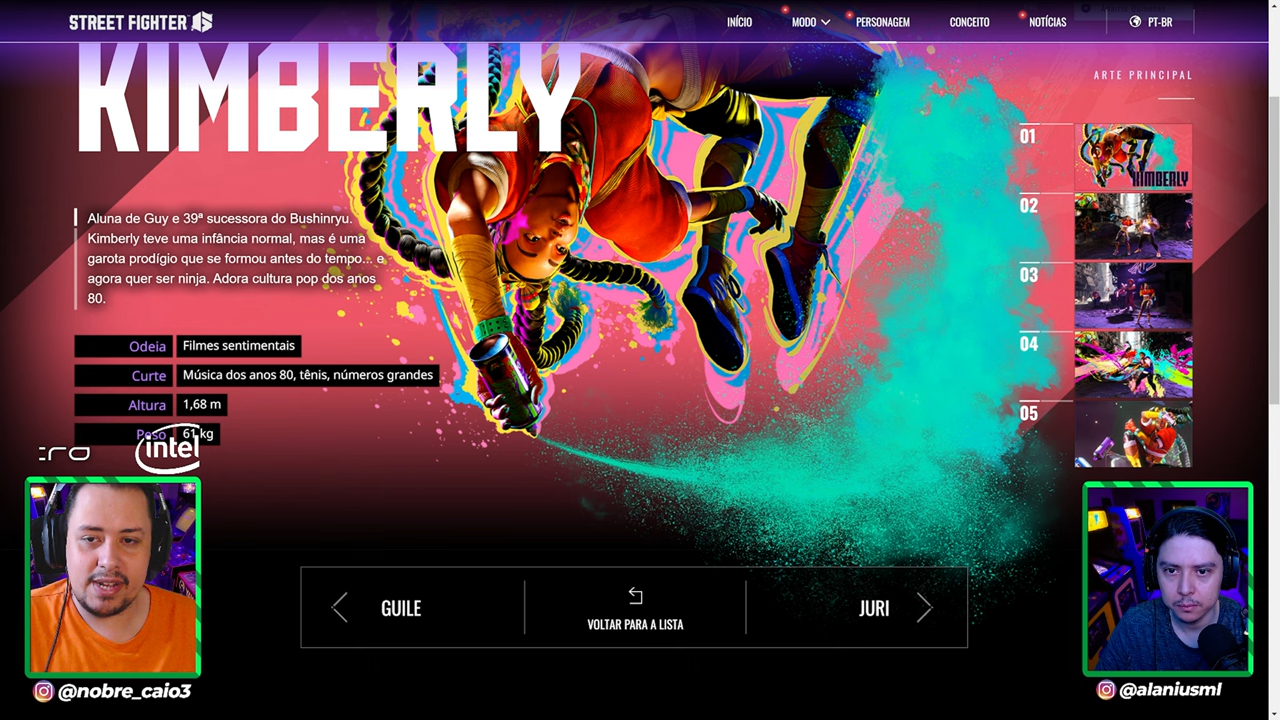 STREET FIGHTER 6
INÍCIO
MODO
PERSONAGEM
CONCEITO
NOTÍCIAS
PT-BR
KIMBERLY
ARTE PRINCIPAL
01
KIMBERLY
02
03
04
05
Aluna de Guy e 39ª sucessora do Bushinryu.
Kimberly teve uma infância normal, mas é uma
garota prodígio que se formou antes do tempo... e
agora quer ser ninja. Adora cultura pop dos anos
80.
Odeia Filmes sentimentais
Curte Música dos anos 80, tênis, números grandes
Altura 1,68 m
Peso 61 kg
intel
GUILE
VOLTAR PARA A LISTA
JURI
@nobre_caio3
@alaniusml